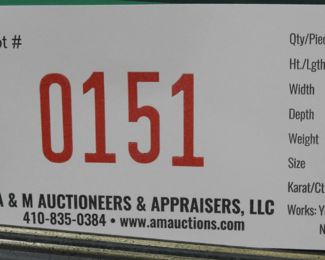 ot #
0151
A & M AUCTIONEERS & APPRAISERS, LLC
410-835-0384 • www.amauctions.com
Qty/Pie
Ht./Lgth
Width
Depth
Weight
Size
Karat/Ct
Works: Y
N